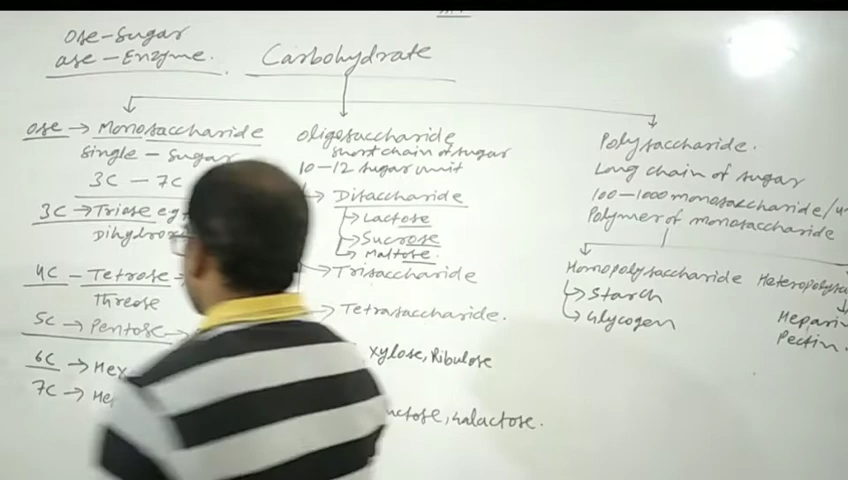 Ose-Sugar
ase-Enzyme.
Carbohydrate
Ose → Monosaccharide
Single-Sugar
3C - 7C
3C → Triose eg
Dihydrox
4C - Tetrose →
Threose
5C → Pentose →
6C → Hex
7C → He
Oligosaccharide
Short chain of sugar
10-12 sugar unit
→ Disaccharide
→ Lactose
→ Sucrose
→ Maltose.
→ Trisaccharide
→ Tetrasaccharide.
Xylose, Ribulose
uctose, Galactose.
Polysaccharide.
Long chain of sugar
100-1000 monosaccharide/u
Polymer of monosaccharide
Homopolysaccharide
→ Starch
→ Glycogen
Heteropolysa
Heparin
Pectin.